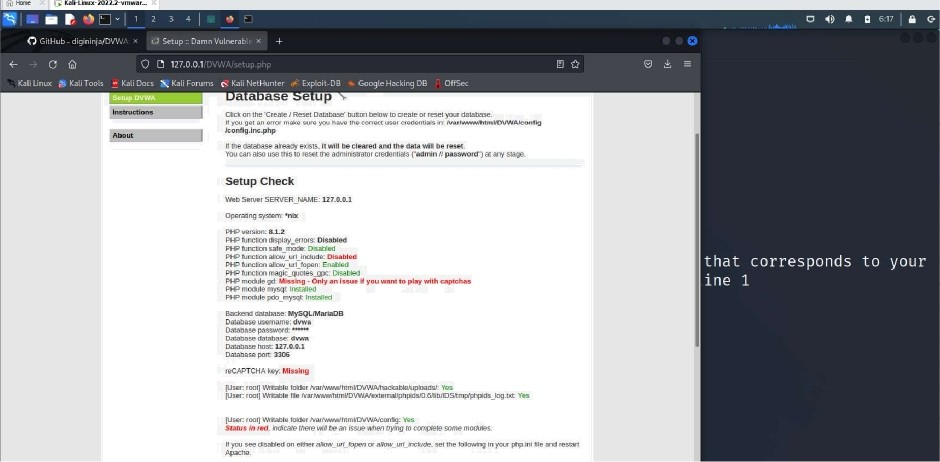 Home
Kali-Linux-2022.2-vmwar...
1 2 3 4
6:17
GitHub - digininja/DVWA
Setup :: Damn Vulnerable
127.0.0.1/DVWA/setup.php
Kali Linux Kali Tools Kali Docs Kali Forums Kali NetHunter Exploit-DB Google Hacking DB OffSec
Setup DVWA
Instructions
About
Database Setup
Click on the 'Create / Reset Database' button below to create or reset your database.
If you get an error make sure you have the correct user credentials in: /var/www/html/DVWA/config
/config.inc.php
If the database already exists, it will be cleared and the data will be reset.
You can also use this to reset the administrator credentials ("admin // password") at any stage.
Setup Check
Web Server SERVER_NAME: 127.0.0.1
Operating system: *nix
PHP version: 8.1.2
PHP function display_errors: Disabled
PHP function safe_mode: Disabled
PHP function allow_url_include: Disabled
PHP function allow_url_fopen: Enabled
PHP function magic_quotes_gpc: Disabled
PHP module gd: Missing - Only an issue if you want to play with captchas
PHP module mysql: Installed
PHP module pdo_mysql: Installed
Backend database: MySQL/MariaDB
Database username: dvwa
Database password: ******
Database database: dvwa
Database host: 127.0.0.1
Database port: 3306
reCAPTCHA key: Missing
[User: root] Writable folder /var/www/html/DVWA/hackable/uploads/: Yes
[User: root] Writable file /var/www/html/DVWA/external/phpids/0.6/lib/IDS/tmp/phpids_log.txt: Yes
[User: root] Writable folder /var/www/html/DVWA/config: Yes
Status in red, indicate there will be an issue when trying to complete some modules.
If you see disabled on either allow_url_fopen or allow_url_include, set the following in your php.ini file and restart
Apache.
that corresponds to your
ine 1